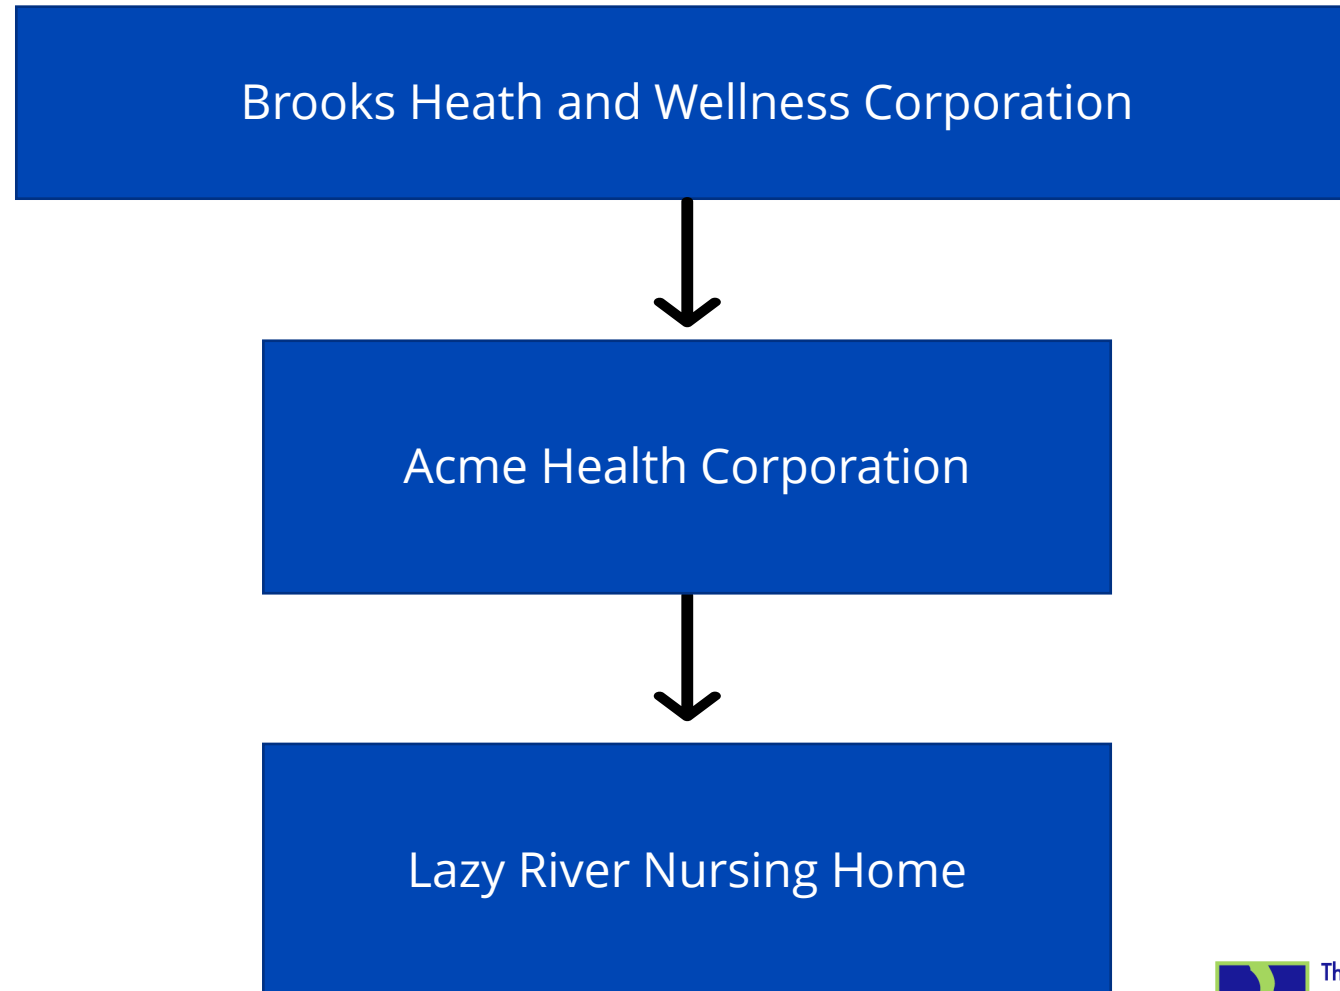 Brooks Heath and Wellness Corporation
Acme Health Corporation
Lazy River Nursing Home